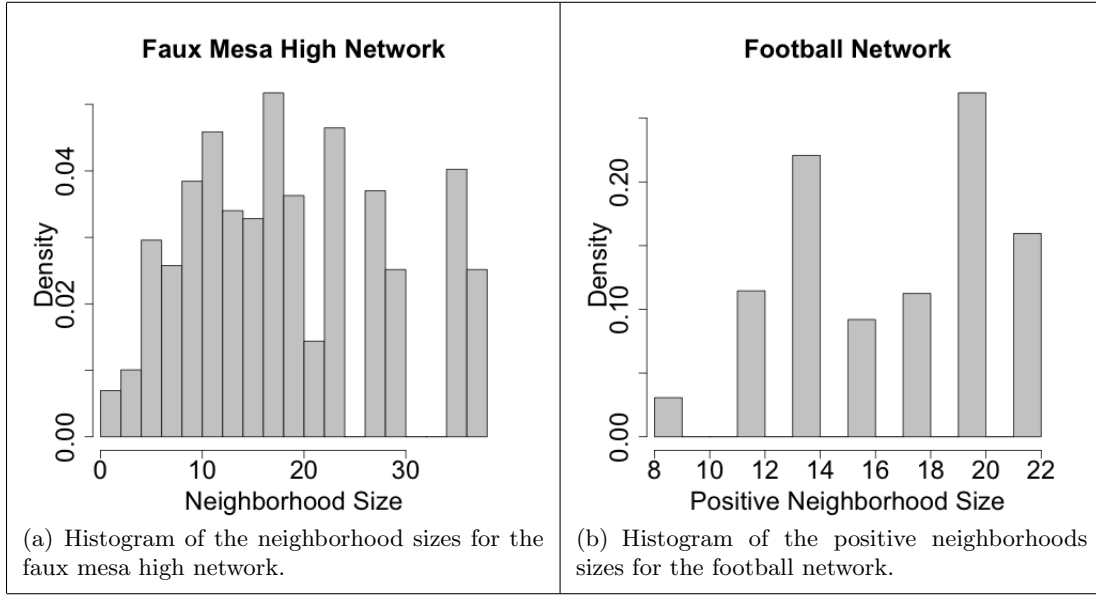 Faux Mesa High Network
Density
0.00
0.02
0.04
0
10
20
30
Neighborhood Size
(a) Histogram of the neighborhood sizes for the
faux mesa high network.
Football Network
Density
0.00
0.10
0.20
8
10
12
14
16
18
20
22
Positive Neighborhood Size
(b) Histogram of the positive neighborhoods
sizes for the football network.